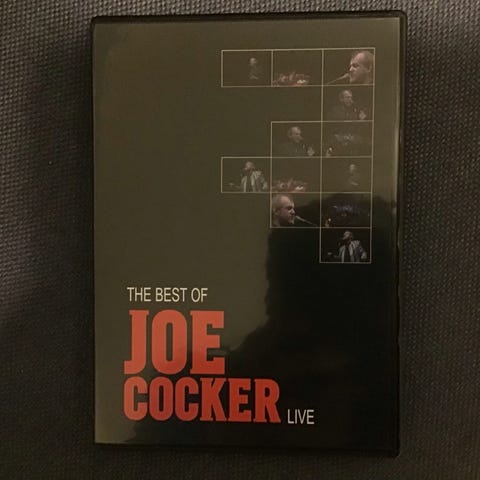 THE BEST OF
JOE
COCKER LIVE